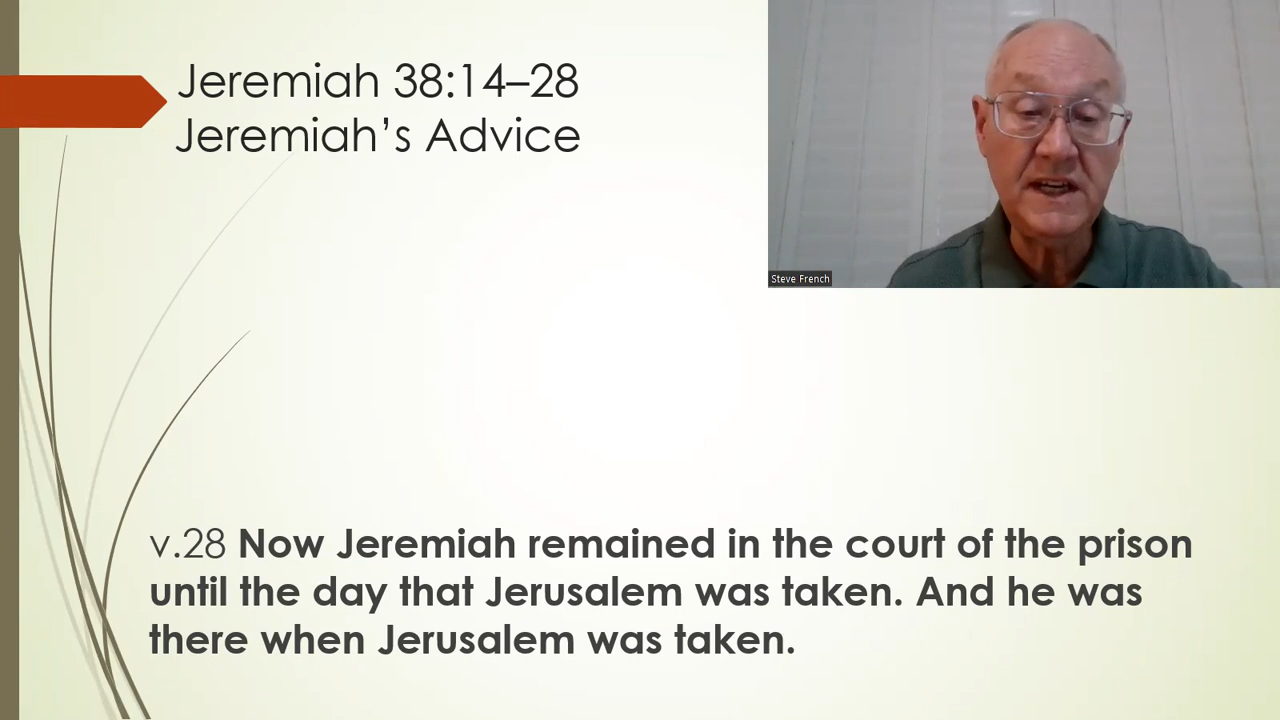 Jeremiah 38:14–28
Jeremiah’s Advice
Steve French
v.28 Now Jeremiah remained in the court of the prison
until the day that Jerusalem was taken. And he was
there when Jerusalem was taken.